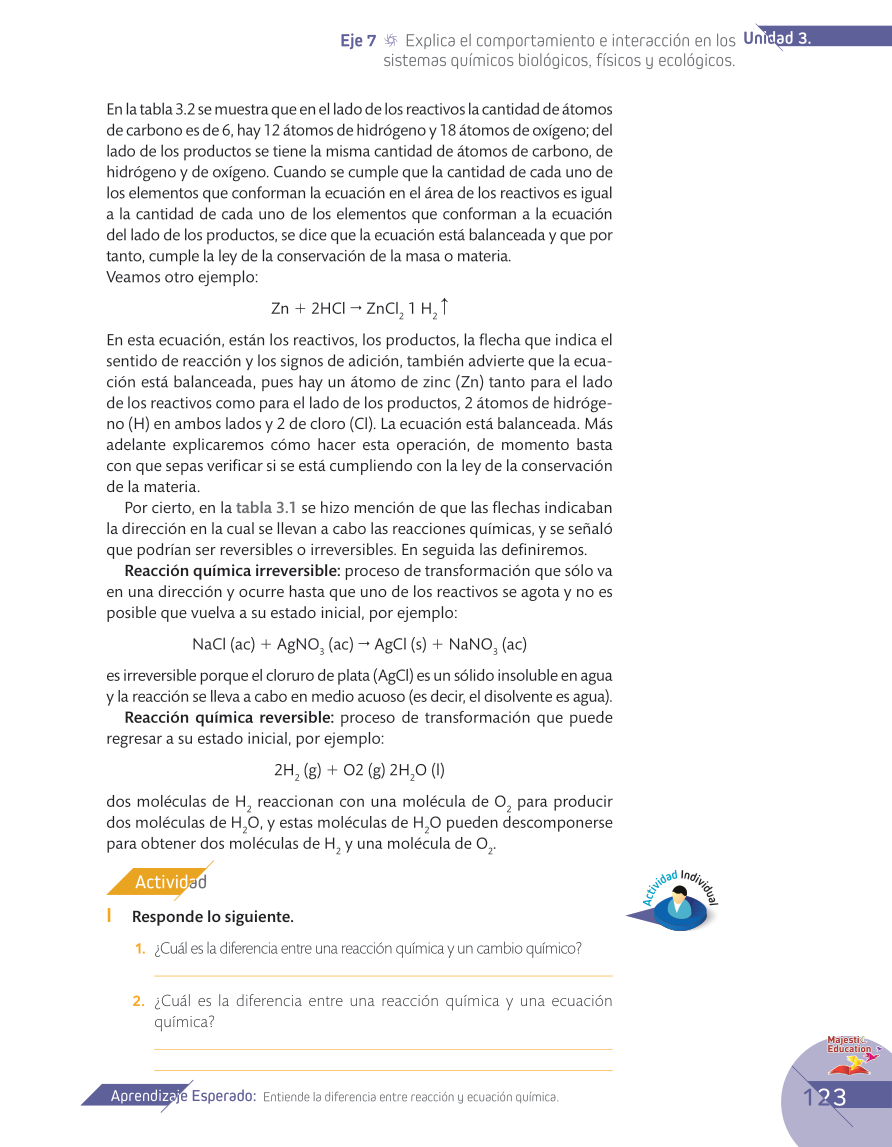 Eje 7 Explica el comportamiento e interacción en los
sistemas químicos biológicos, físicos y ecológicos.
Unidad 3.
En la tabla 3.2 se muestra que en el lado de los reactivos la cantidad de átomos
de carbono es de 6, hay 12 átomos de hidrógeno y 18 átomos de oxígeno; del
lado de los productos se tiene la misma cantidad de átomos de carbono, de
hidrógeno y de oxígeno. Cuando se cumple que la cantidad de cada uno de
los elementos que conforman la ecuación en el área de los reactivos es igual
a la cantidad de cada uno de los elementos que conforman a la ecuación
del lado de los productos, se dice que la ecuación está balanceada y que por
tanto, cumple la ley de la conservación de la masa o materia.
Veamos otro ejemplo:
Zn + 2HCl → ZnCl₂ 1 H₂ ↑
En esta ecuación, están los reactivos, los productos, la flecha que indica el
sentido de reacción y los signos de adición, también advierte que la ecua-
ción está balanceada, pues hay un átomo de zinc (Zn) tanto para el lado
de los reactivos como para el lado de los productos, 2 átomos de hidróge-
no (H) en ambos lados y 2 de cloro (Cl). La ecuación está balanceada. Más
adelante explicaremos cómo hacer esta operación, de momento basta
con que sepas verificar si se está cumpliendo con la ley de la conservación
de la materia.
Por cierto, en la tabla 3.1 se hizo mención de que las flechas indicaban
la dirección en la cual se llevan a cabo las reacciones químicas, y se señaló
que podrían ser reversibles o irreversibles. En seguida las definiremos.
Reacción química irreversible: proceso de transformación que sólo va
en una dirección y ocurre hasta que uno de los reactivos se agota y no es
posible que vuelva a su estado inicial, por ejemplo:
NaCl (ac) + AgNO₃ (ac) → AgCl (s) + NaNO₃ (ac)
es irreversible porque el cloruro de plata (AgCl) es un sólido insoluble en agua
y la reacción se lleva a cabo en medio acuoso (es decir, el disolvente es agua).
Reacción química reversible: proceso de transformación que puede
regresar a su estado inicial, por ejemplo:
2H₂ (g) + O2 (g) 2H₂O (l)
dos moléculas de H₂ reaccionan con una molécula de O₂ para producir
dos moléculas de H₂O, y estas moléculas de H₂O pueden descomponerse
para obtener dos moléculas de H₂ y una molécula de O₂.
Actividad
Actividad Individual
I Responde lo siguiente.
1. ¿Cuál es la diferencia entre una reacción química y un cambio químico?
2. ¿Cuál es la diferencia entre una reacción química y una ecuación
química?
Majestic
Education
Aprendizaje Esperado: Entiende la diferencia entre reacción y ecuación química.
123